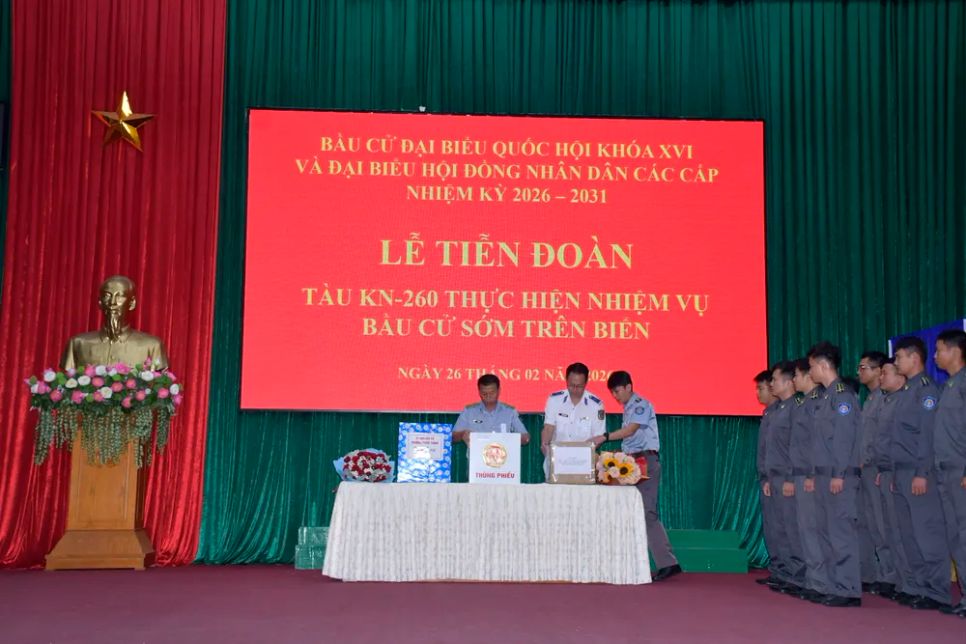 BẦU CỬ ĐẠI BIỂU QUỐC HỘI KHÓA XVI
VÀ ĐẠI BIỂU HỘI ĐỒNG NHÂN DÂN CÁC CẤP
NHIỆM KỲ 2026 – 2031
LỄ TIỄN ĐOÀN
TÀU KN-260 THỰC HIỆN NHIỆM VỤ
BẦU CỬ SỚM TRÊN BIỂN
NGÀY 26 THÁNG 02 NĂM 2026
THÙNG PHIẾU